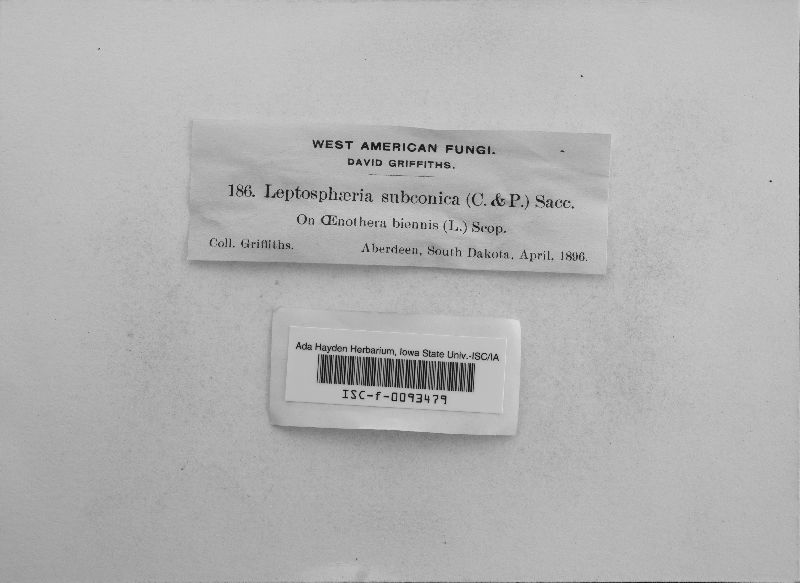 WEST AMERICAN FUNGI.
DAVID GRIFFITHS.
186. Leptosphæria subconica (C. & P.) Sacc.
On Œnothera biennis (L.) Scop.
Coll. Griffiths. Aberdeen, South Dakota, April, 1896.
Ada Hayden Herbarium, Iowa State Univ.-ISC/IA
ISC-f-0093479